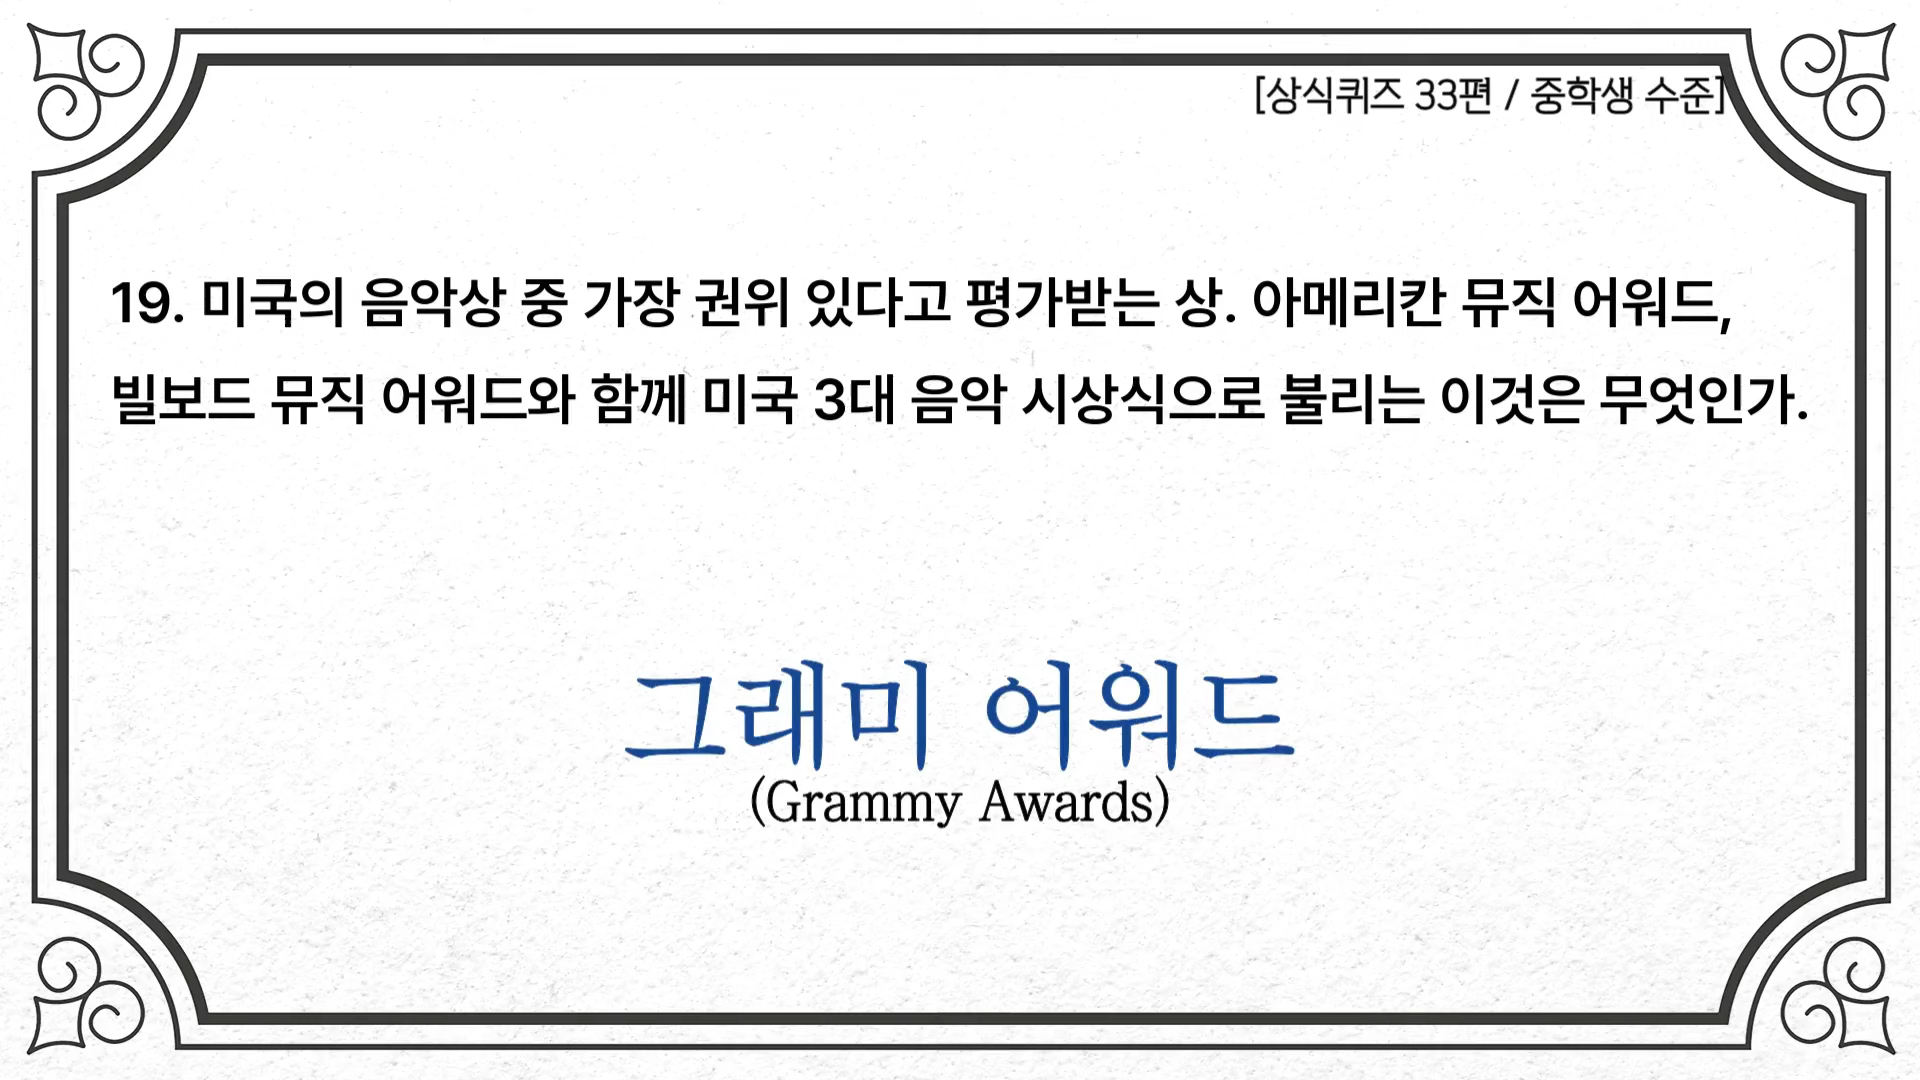 [상식퀴즈 33편 / 중학생 수준]
19. 미국의 음악상 중 가장 권위 있다고 평가받는 상. 아메리칸 뮤직 어워드,
빌보드 뮤직 어워드와 함께 미국 3대 음악 시상식으로 불리는 이것은 무엇인가.
그래미 어워드
(Grammy Awards)